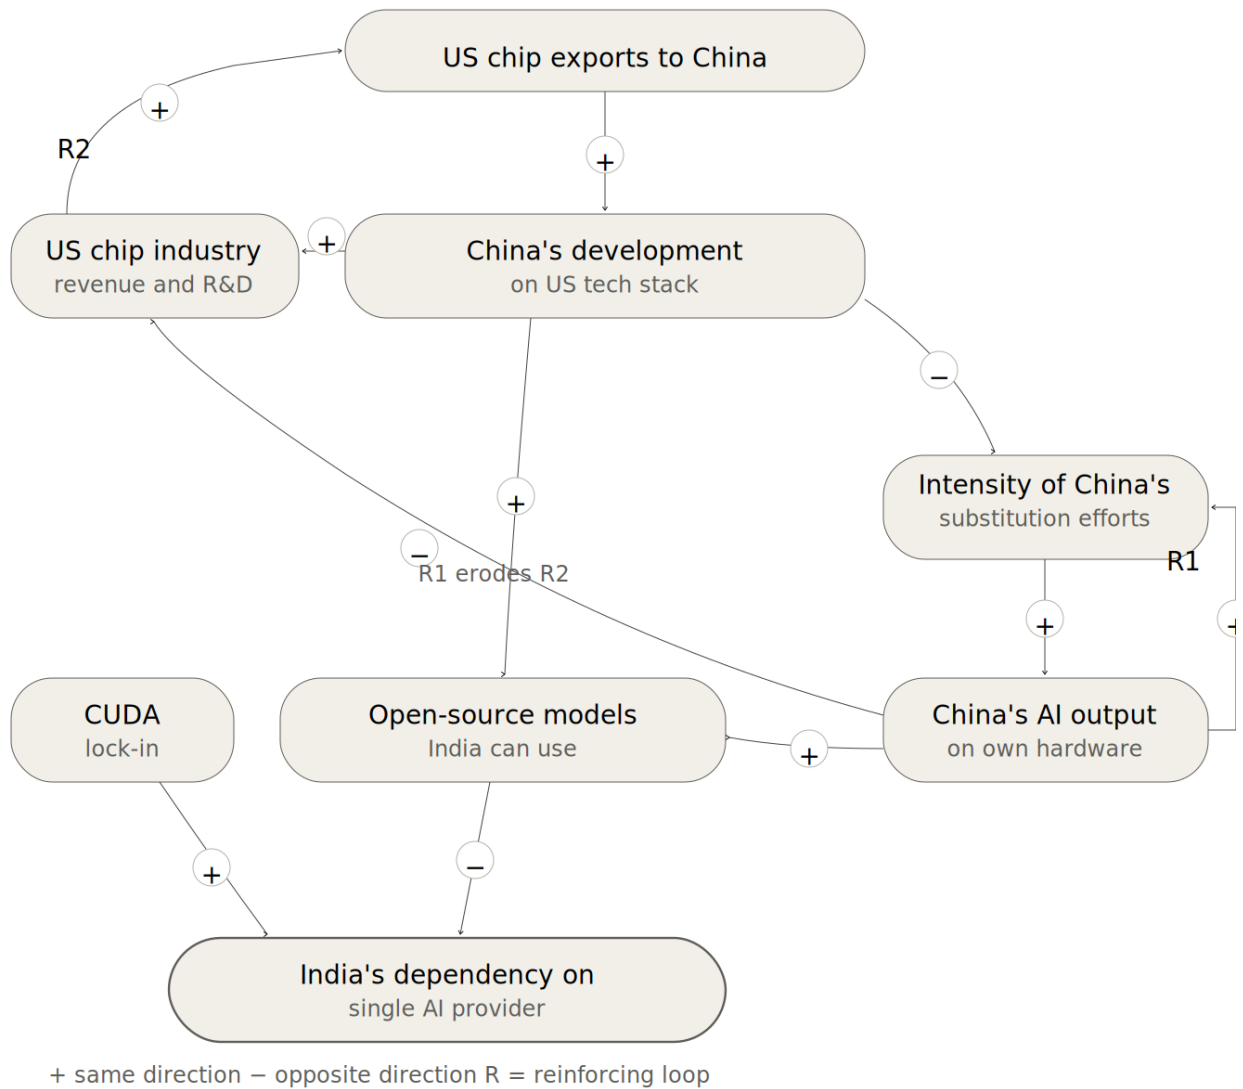 US chip exports to China
+
R2
+
US chip industry
revenue and R&D
+
China's development
on US tech stack
−
Intensity of China's
substitution efforts
+
−
R1 erodes R2
R1
+
+
CUDA
lock-in
Open-source models
India can use
+
China's AI output
on own hardware
+
−
India's dependency on
single AI provider
+ same direction − opposite direction R = reinforcing loop